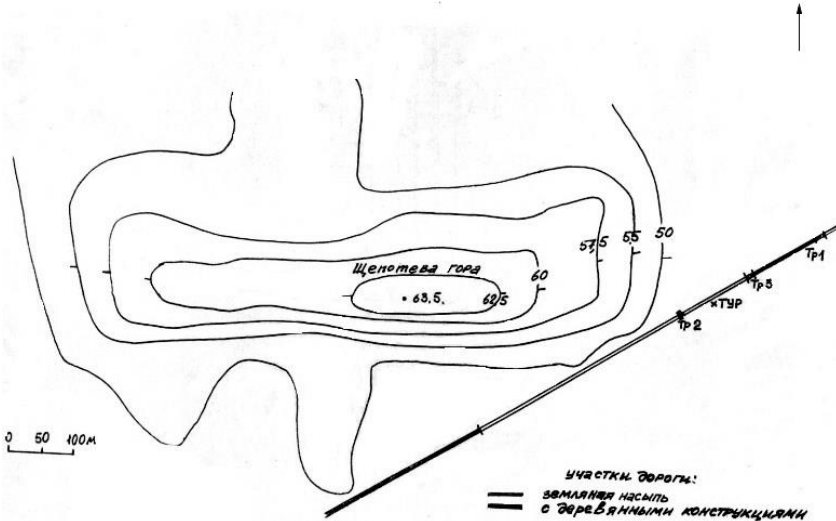 57,5 55 50
Тр1
Щепотева гора
60
Тр3
63.5. 62,5
×ТУР
Тр2
0 50 100м
участки дороги:
земляная насыпь
с деревянными конструкциями